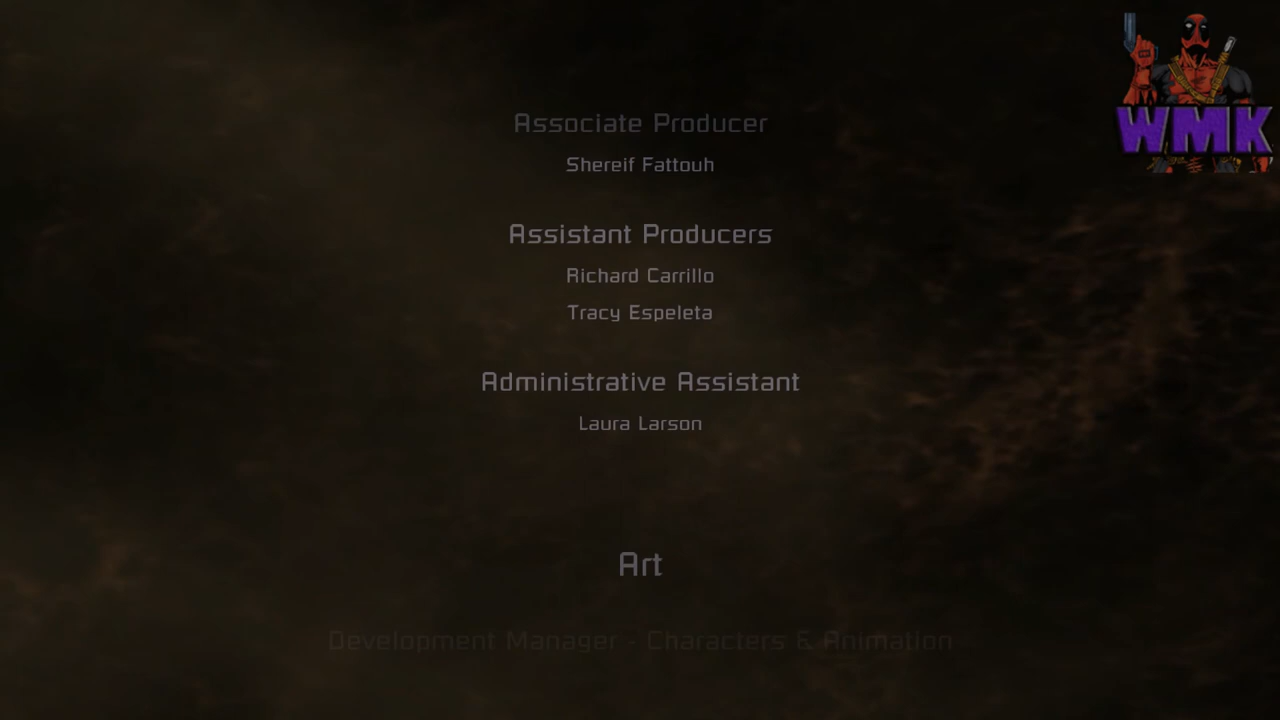 WMK
Associate Producer
Shereif Fattouh
Assistant Producers
Richard Carrillo
Tracy Espeleta
Administrative Assistant
Laura Larson
Art
Development Manager - Characters & Animation